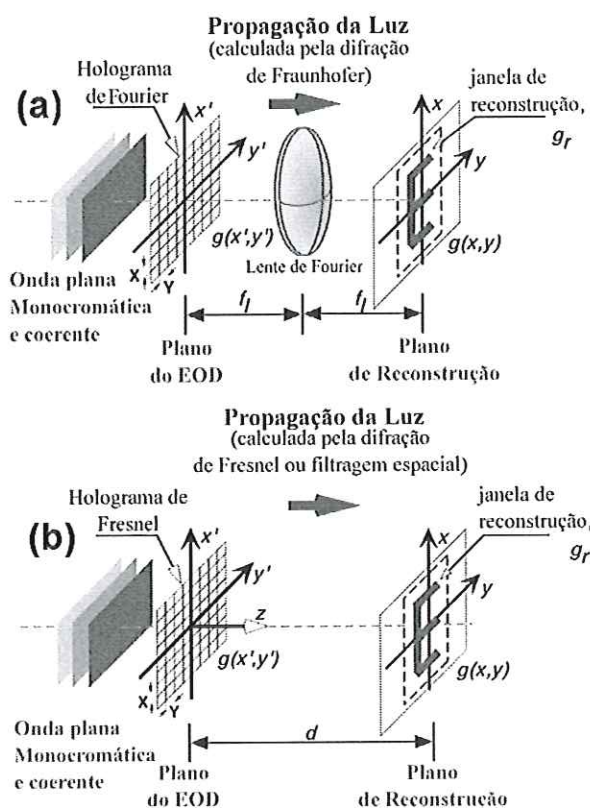 Propagação da Luz
(calculada pela difração
de Fraunhofer)
Holograma
de Fourier
(a)
x'
y'
janela de
reconstrução,
g_r
x
y
g(x',y')
g(x,y)
Lente de Fourier
X
Y
Onda plana
Monocromática
e coerente
f_l
f_l
Plano
do EOD
Plano
de Reconstrução
Propagação da Luz
(calculada pela difração
de Fresnel ou filtragem espacial)
Holograma de
Fresnel
(b)
x'
y'
z
janela de
reconstrução,
g_r
x
y
g(x',y')
g(x,y)
X
Y
Onda plana
Monocromática
e coerente
d
Plano
do EOD
Plano
de Reconstrução